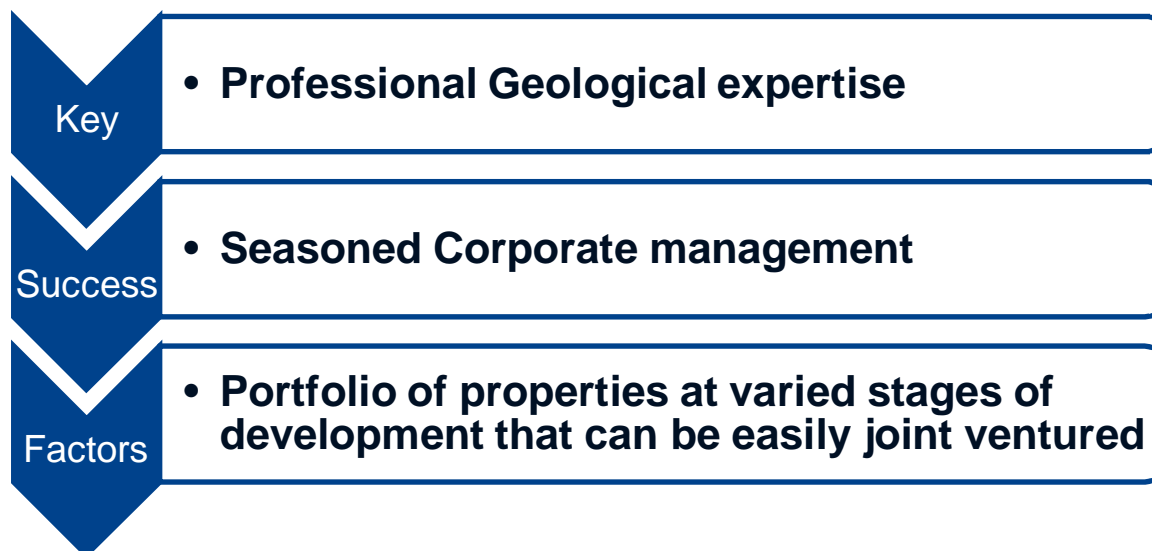 Key
• Professional Geological expertise
Success
• Seasoned Corporate management
Factors
• Portfolio of properties at varied stages of
development that can be easily joint ventured